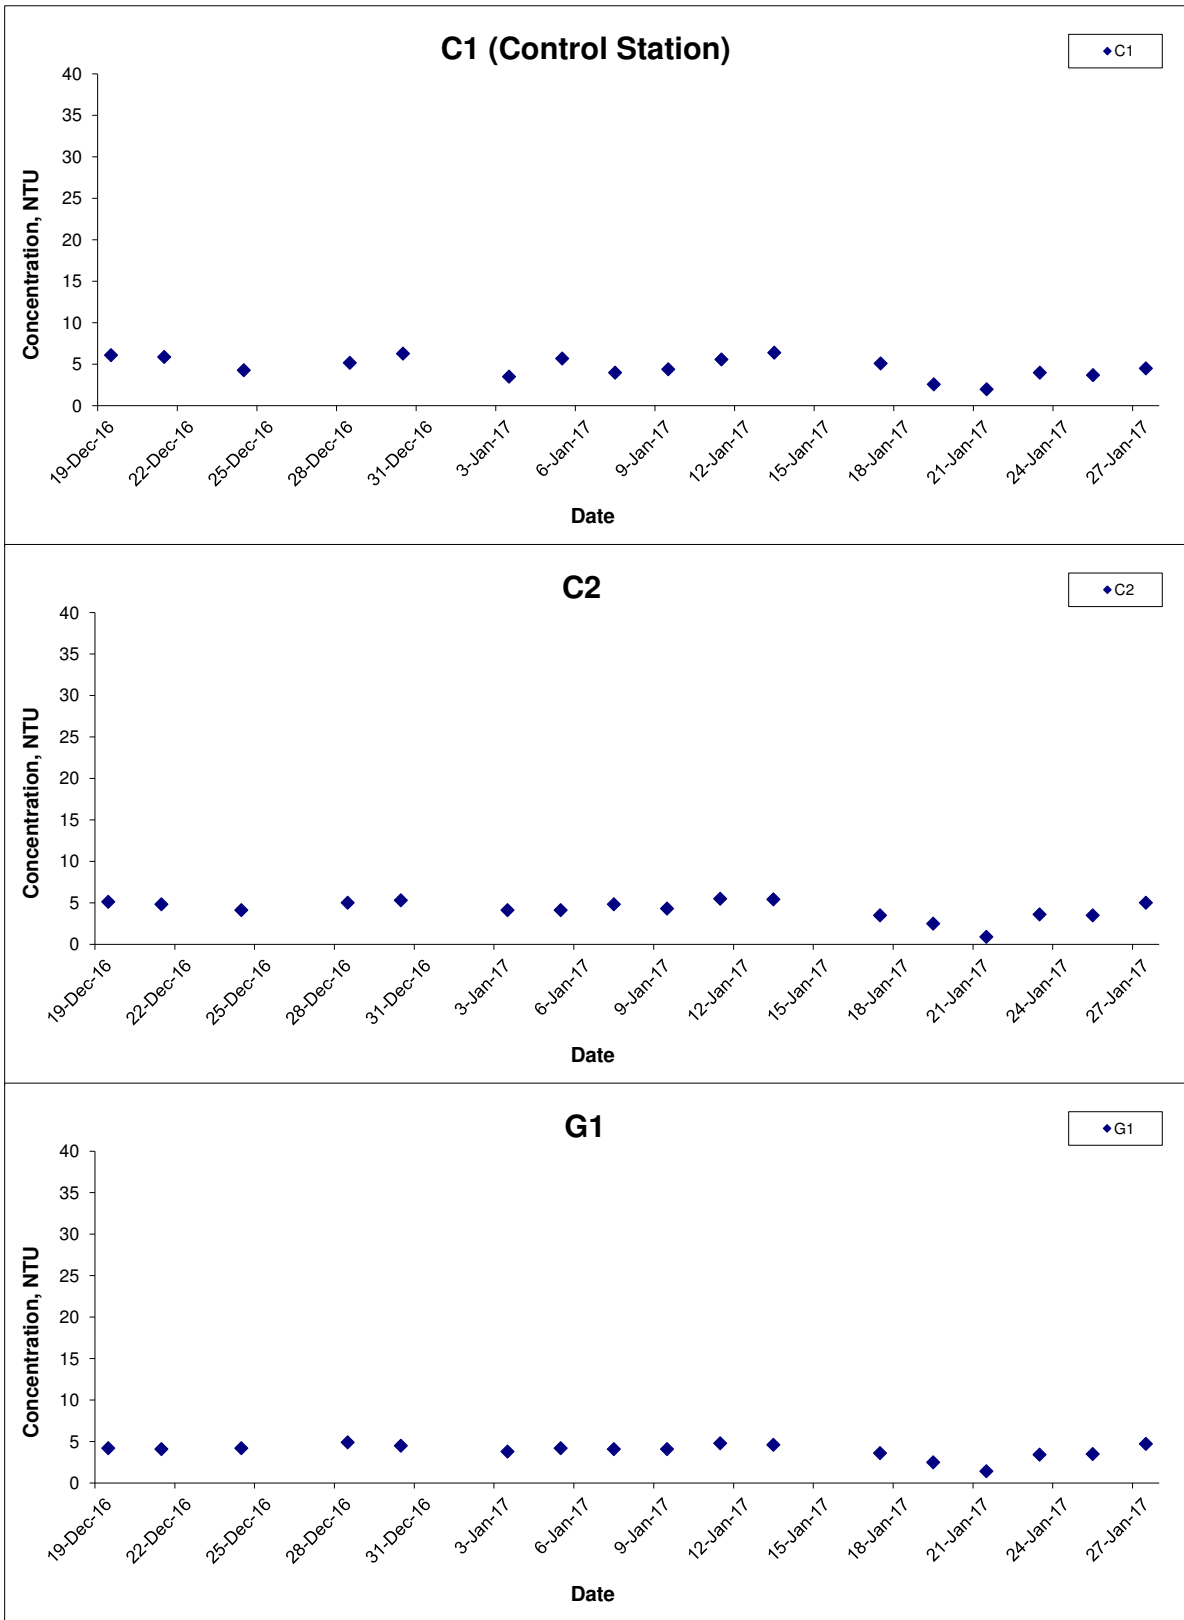 C1 (Control Station)
C1
40
35
30
25
20
15
10
5
0
Concentration, NTU
19-Dec-16
22-Dec-16
25-Dec-16
28-Dec-16
31-Dec-16
3-Jan-17
6-Jan-17
9-Jan-17
12-Jan-17
15-Jan-17
18-Jan-17
21-Jan-17
24-Jan-17
27-Jan-17
Date
C2
C2
40
35
30
25
20
15
10
5
0
Concentration, NTU
19-Dec-16
22-Dec-16
25-Dec-16
28-Dec-16
31-Dec-16
3-Jan-17
6-Jan-17
9-Jan-17
12-Jan-17
15-Jan-17
18-Jan-17
21-Jan-17
24-Jan-17
27-Jan-17
Date
G1
G1
40
35
30
25
20
15
10
5
0
Concentration, NTU
19-Dec-16
22-Dec-16
25-Dec-16
28-Dec-16
31-Dec-16
3-Jan-17
6-Jan-17
9-Jan-17
12-Jan-17
15-Jan-17
18-Jan-17
21-Jan-17
24-Jan-17
27-Jan-17
Date